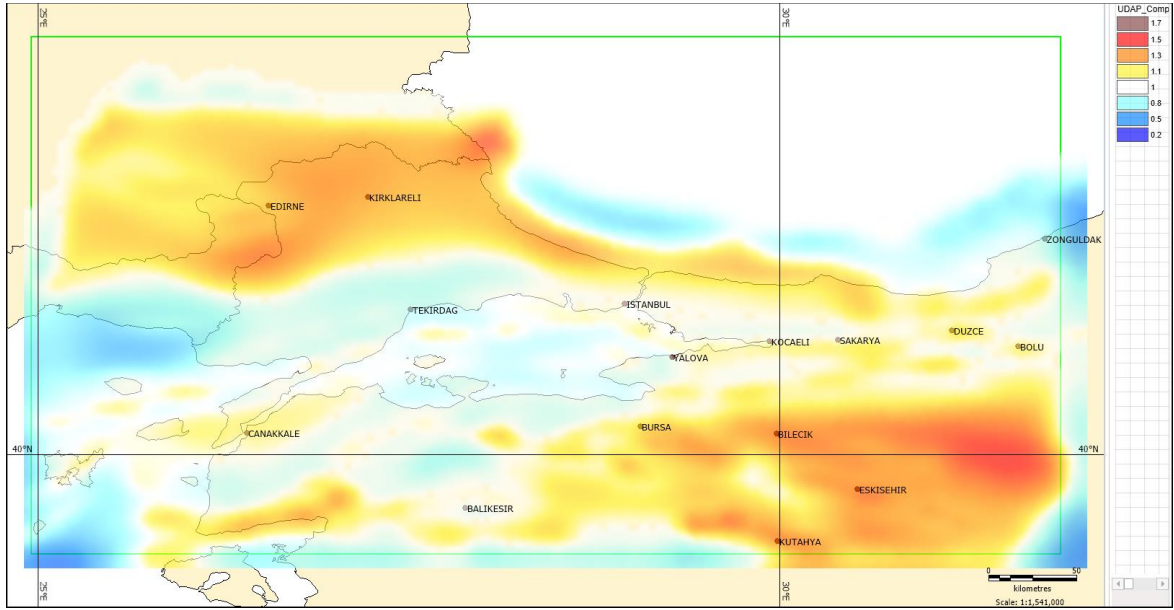 25°E
30°E
UDAP_Comp
1.7
1.5
1.3
1.1
1
0.8
0.5
0.2
KIRKLARELI
EDIRNE
ZONGULDAK
ISTANBUL
TEKIRDAG
DUZCE
KOCAELI
SAKARYA
BOLU
YALOVA
BURSA
CANAKKALE
BILECIK
40°N
40°N
ESKISEHIR
BALIKESIR
KUTAHYA
25°E
30°E
0
50
kilometres
Scale: 1:1,541,000